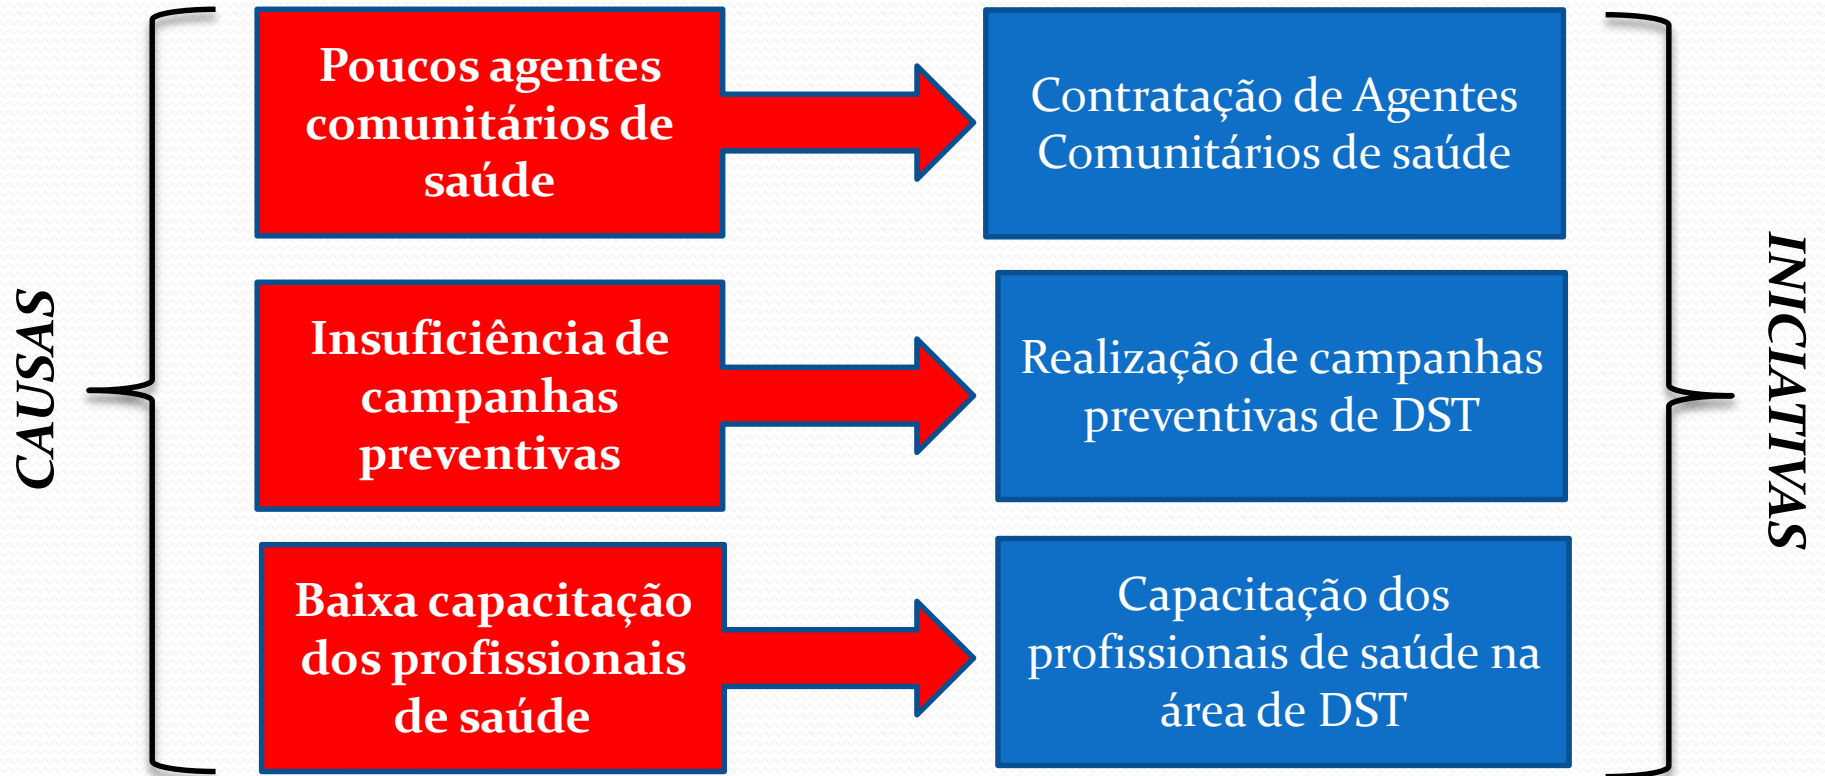 CAUSAS
Poucos agentes
comunitários de
saúde
Contratação de Agentes
Comunitários de saúde
Insuficiência de
campanhas
preventivas
Realização de campanhas
preventivas de DST
Baixa capacitação
dos profissionais
de saúde
Capacitação dos
profissionais de saúde na
área de DST
INICIATIVAS